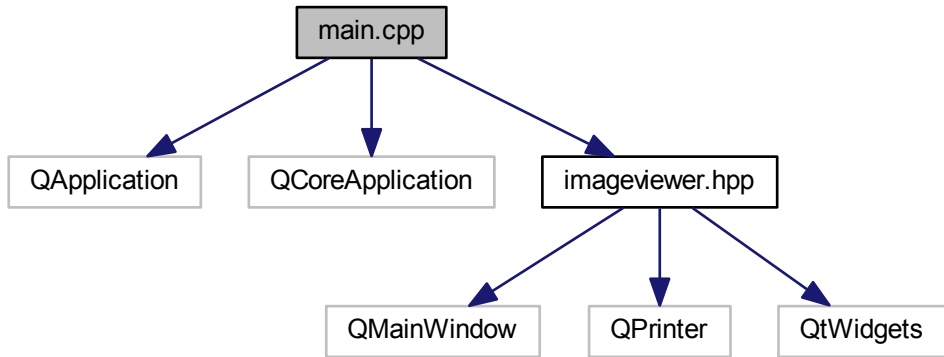 main.cpp
QApplication
QCoreApplication
imageviewer.hpp
QMainWindow
QPrinter
QtWidgets